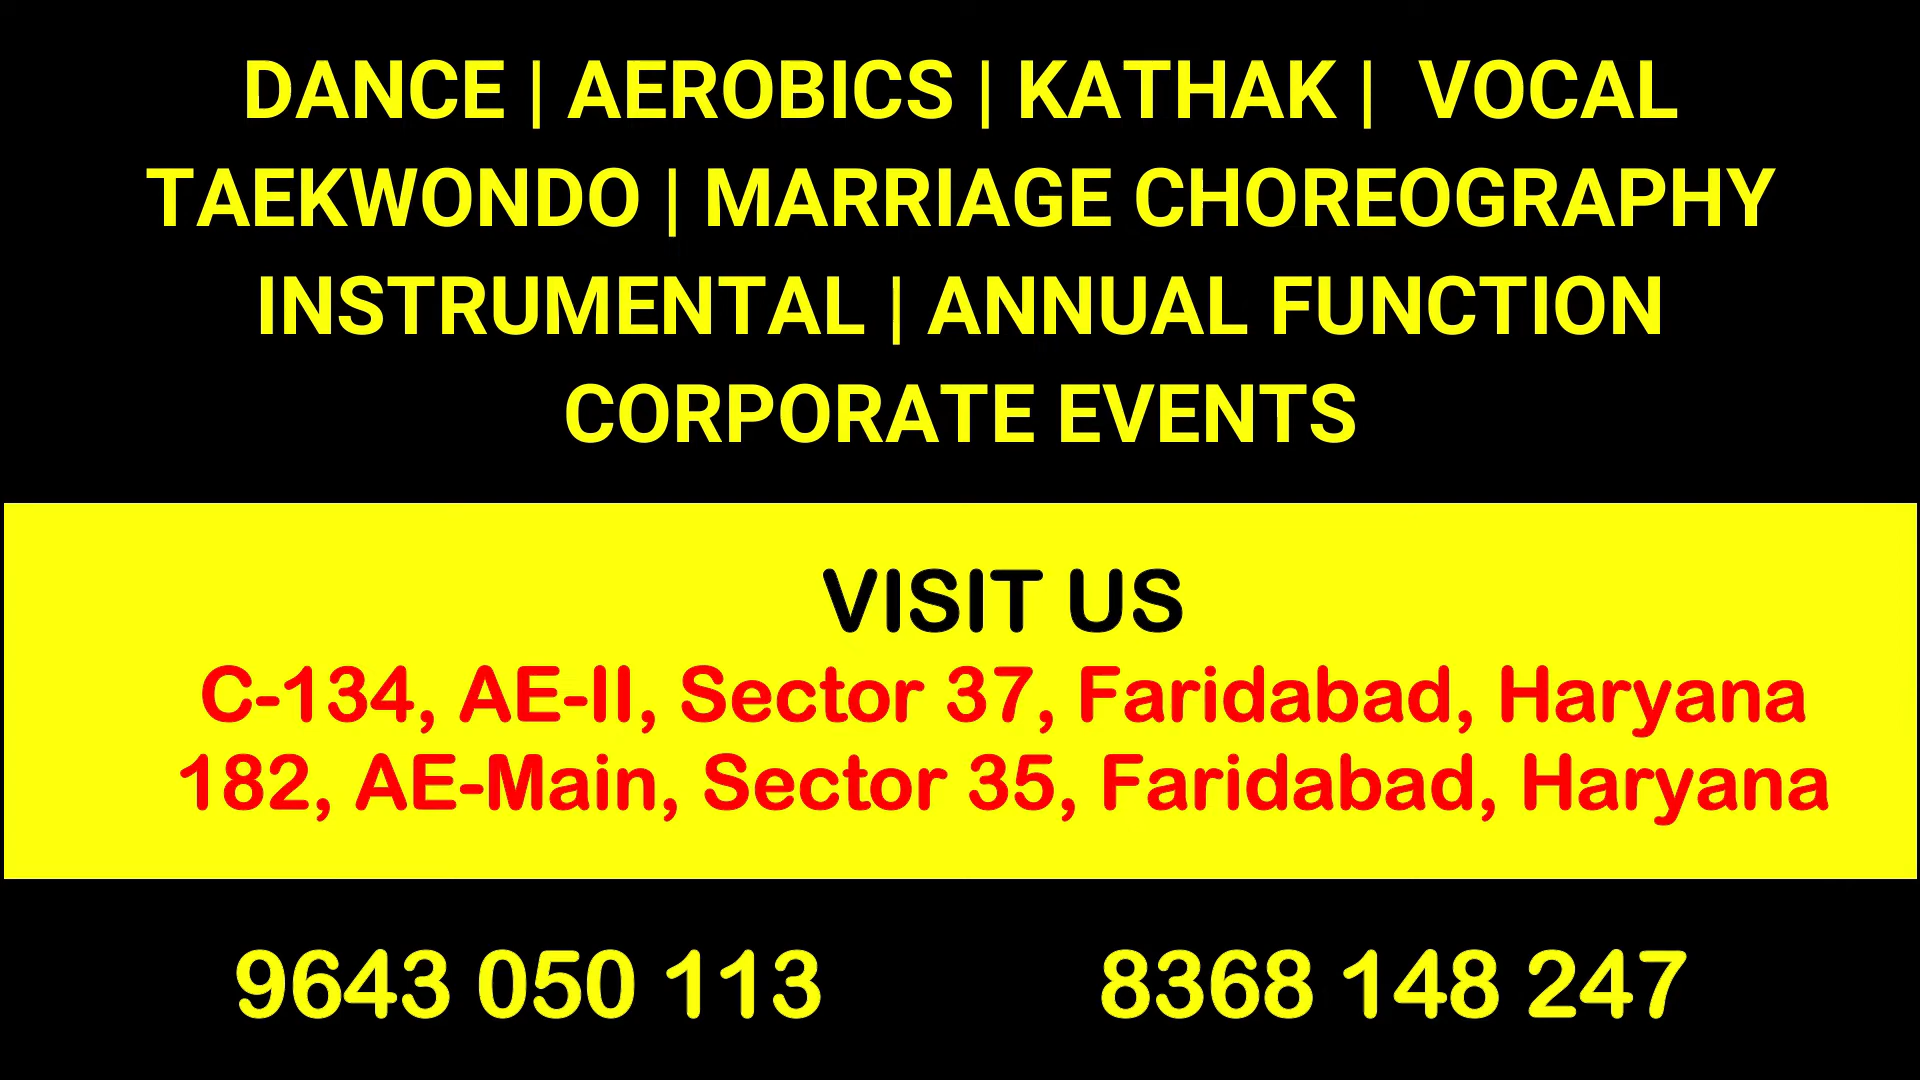 DANCE | AEROBICS | KATHAK | VOCAL
TAEKWONDO | MARRIAGE CHOREOGRAPHY
INSTRUMENTAL | ANNUAL FUNCTION
CORPORATE EVENTS
VISIT US
C-134, AE-II, Sector 37, Faridabad, Haryana
182, AE-Main, Sector 35, Faridabad, Haryana
9643 050 113 8368 148 247